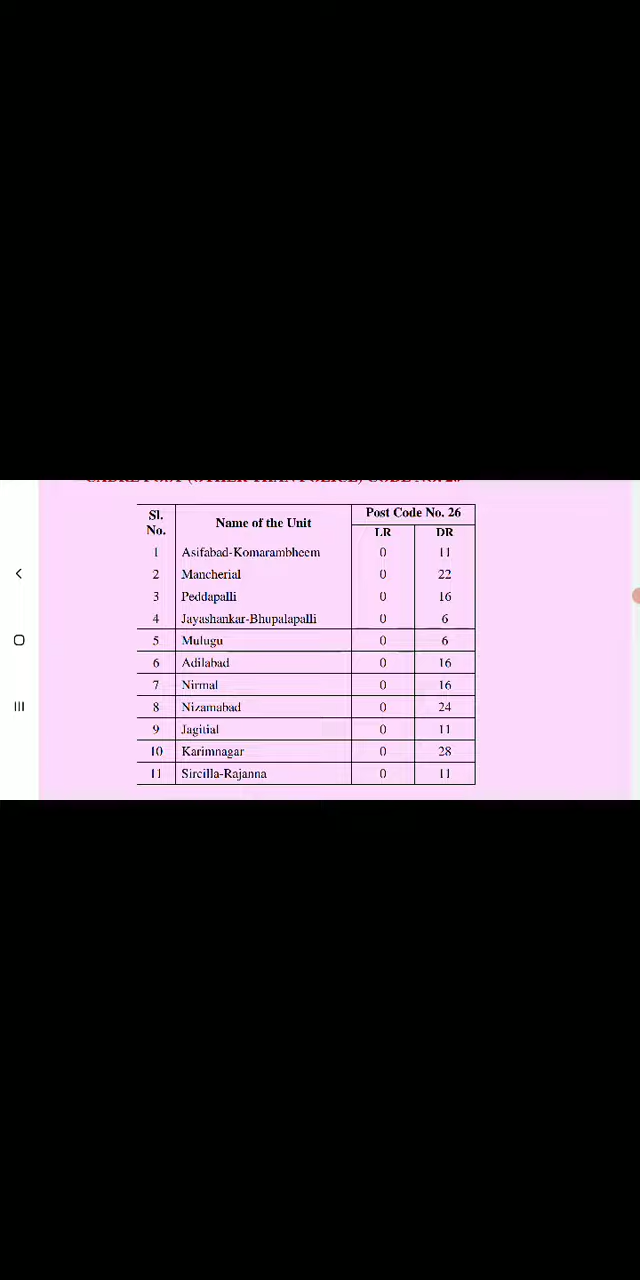 Sl. No. Name of the Unit Post Code No. 26
LR DR
1 Asifabad-Komarambheem 0 11
2 Mancherial 0 22
3 Peddapalli 0 16
4 Jayashankar-Bhupalapalli 0 6
5 Mulugu 0 6
6 Adilabad 0 16
7 Nirmal 0 16
8 Nizamabad 0 24
9 Jagitial 0 11
10 Karimnagar 0 28
11 Sircilla-Rajanna 0 11